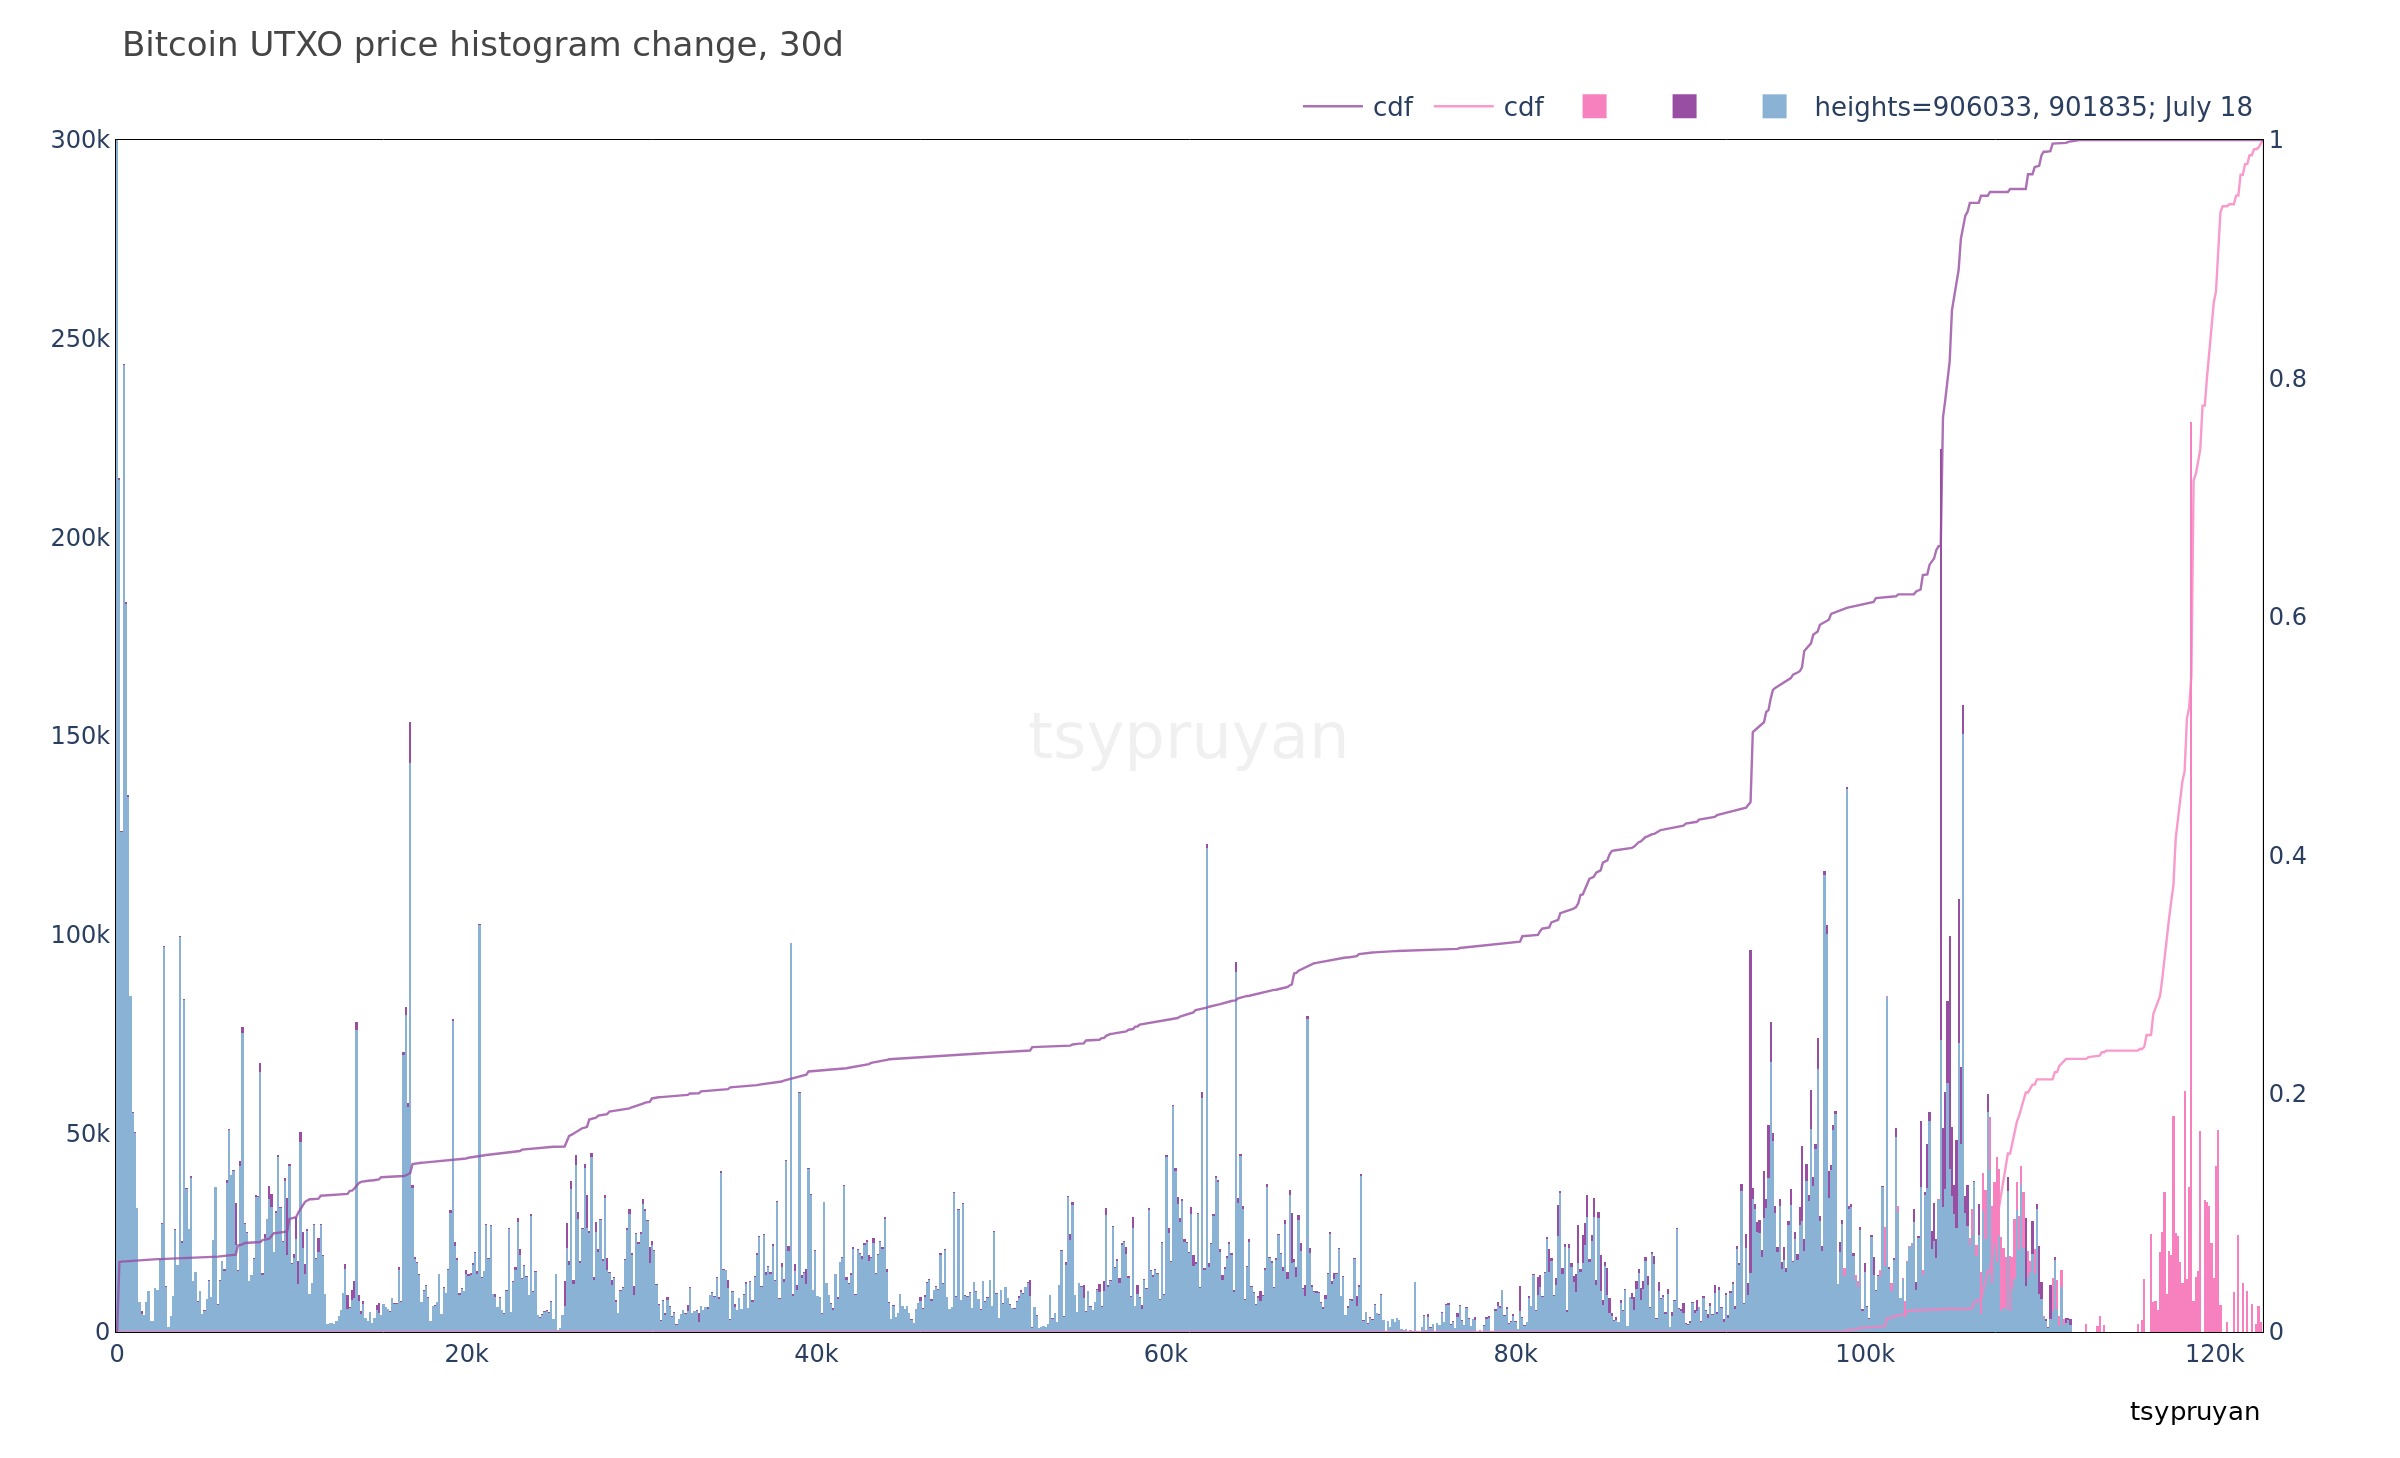 Bitcoin UTXO price histogram change, 30d
cdf cdf heights=906033, 901835; July 18
300k 1
250k
0.8
200k
0.6
150k
tsypruyan
0.4
100k
0.2
50k
0 0
0 20k 40k 60k 80k 100k 120k
tsypruyan